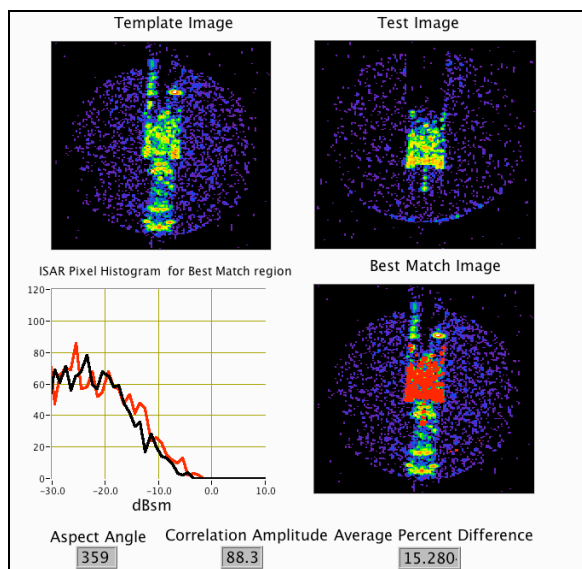 Template Image
Test Image
ISAR Pixel Histogram for Best Match region
Best Match Image
120
100
80
60
40
20
0
-30.0
-20.0
-10.0
0.0
10.0
dBsm
Aspect Angle
Correlation Amplitude
Average Percent Difference
359
88.3
15.280